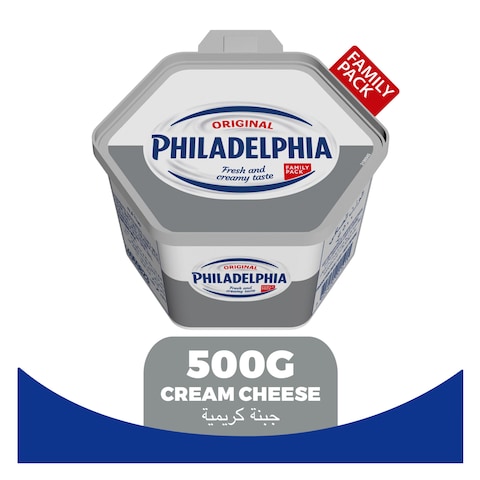 FAMILY
PACK
ORIGINAL
PHILADELPHIA
Fresh and
creamy taste
FAMILY
PACK
ORIGINAL
PHILADELPHIA
Fresh and
creamy taste
500G
CREAM CHEESE
جبنة كريمية